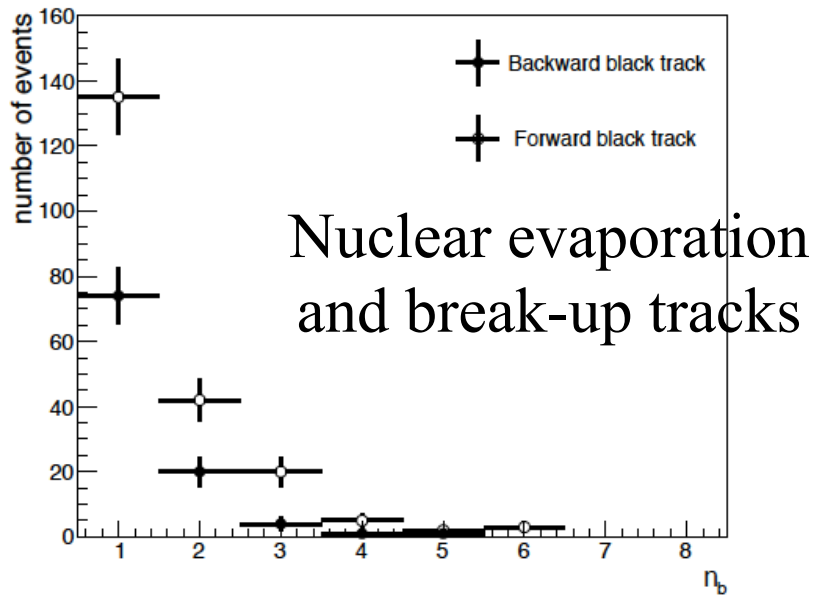 160
140
120
100
80
60
40
20
0
number of events
Backward black track
Forward black track
Nuclear evaporation
and break-up tracks
1 2 3 4 5 6 7 8
n_b